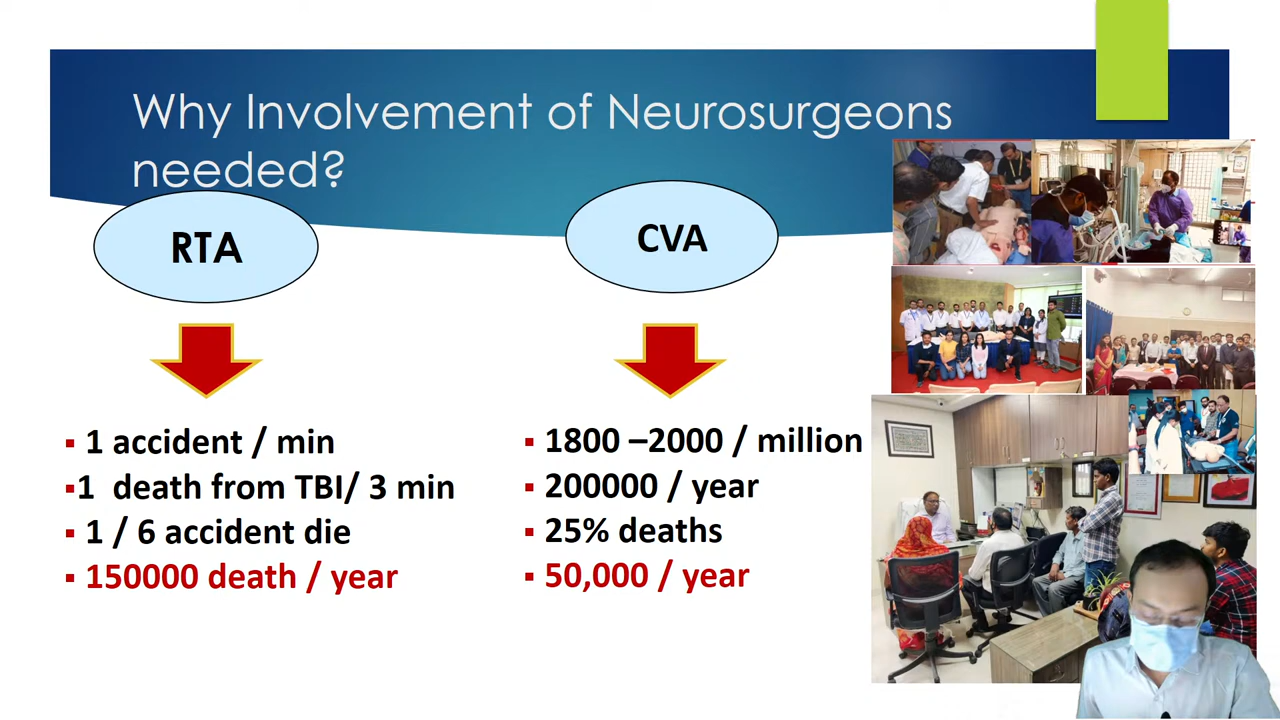 Why Involvement of Neurosurgeons
needed?
RTA
CVA
▪ 1 accident / min
▪1 death from TBI/ 3 min
▪ 1 / 6 accident die
▪ 150000 death / year
▪ 1800 –2000 / million
▪ 200000 / year
▪ 25% deaths
▪ 50,000 / year